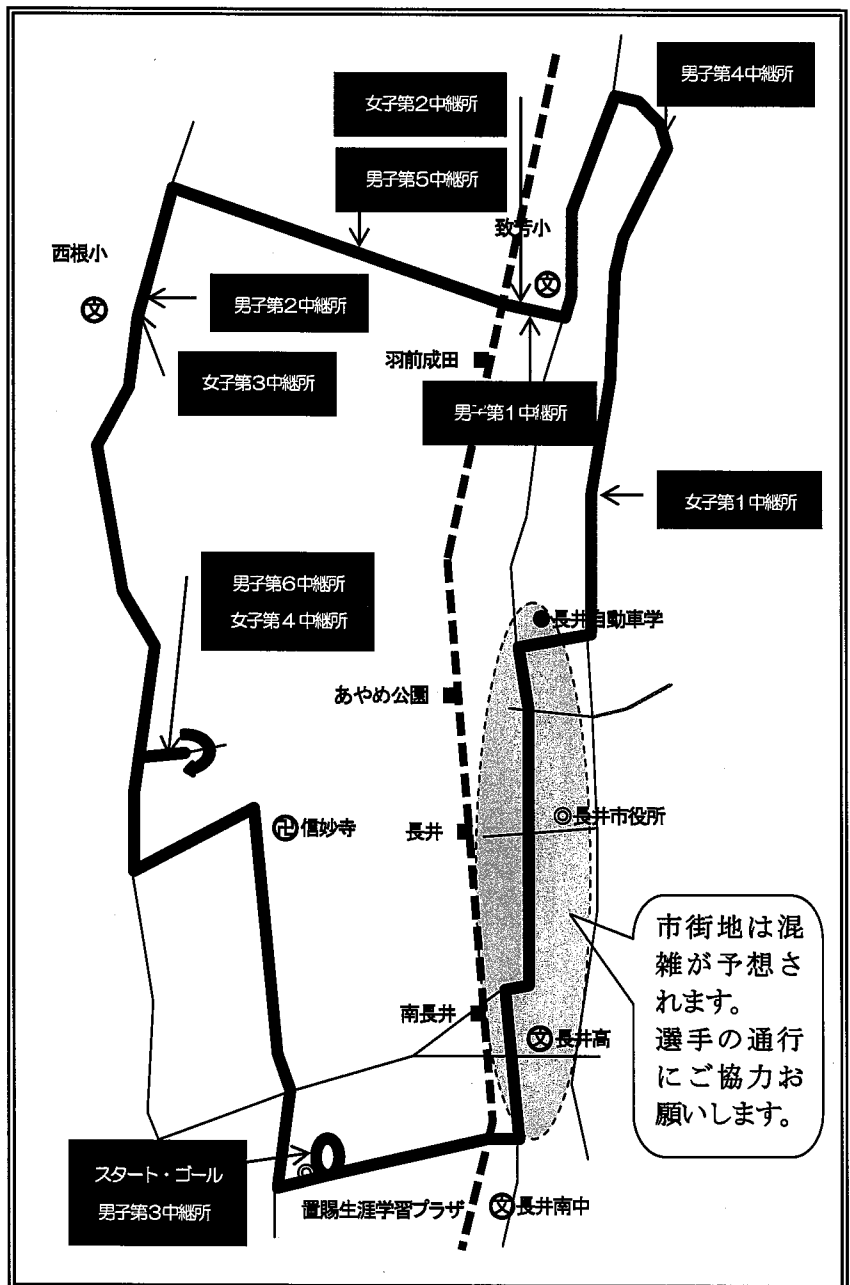 男子第4中継所
女子第2中継所
男子第5中継所
致芳小
文
西根小
文
男子第2中継所
羽前成田
女子第3中継所
男子第1中継所
女子第1中継所
男子第6中継所
女子第4中継所
長井自動車学
あやめ公園
長井市役所
卍信妙寺
長井
市街地は混
雑が予想さ
れます。
選手の通行
にご協力お
願いします。
南長井
文長井高
スタート・ゴール
男子第3中継所
置賜生涯学習プラザ
文長井南中